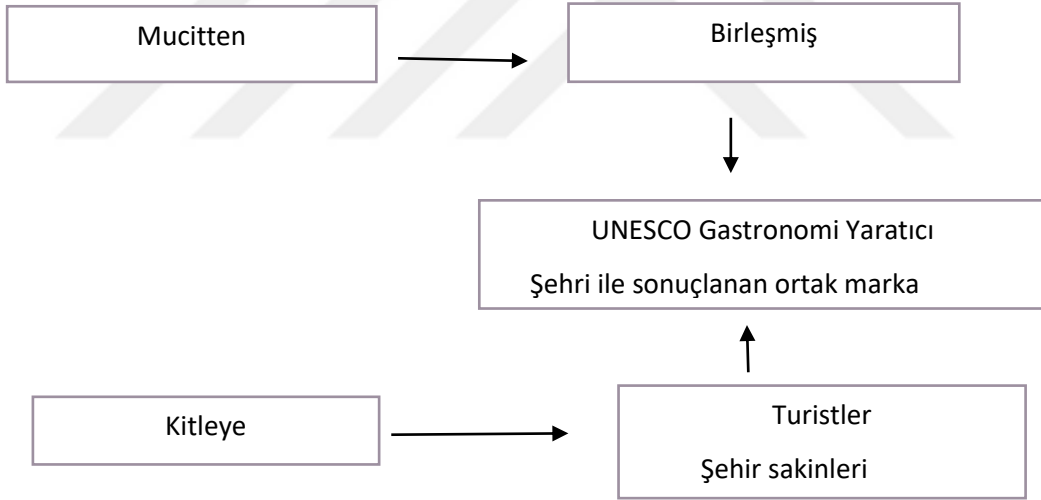 Mucitten
Birleşmiş
UNESCO Gastronomi Yaratıcı
Şehri ile sonuçlanan ortak marka
Kitleye
Turistler
Şehir sakinleri